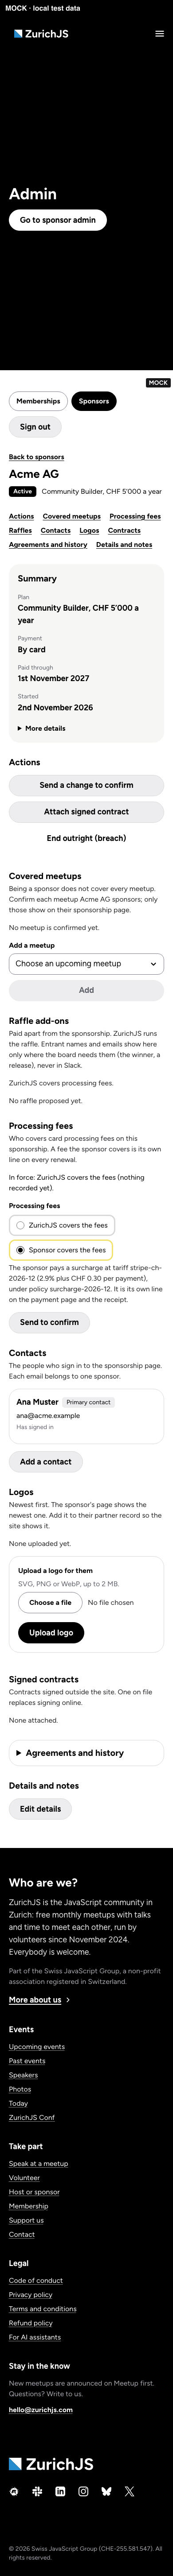 MOCK · local test data
ZurichJS
Admin
Go to sponsor admin
MOCK
Memberships
Sponsors
Sign out
Back to sponsors
Acme AG
Active Community Builder, CHF 5'000 a year
Actions Covered meetups Processing fees
Raffles Contacts Logos Contracts
Agreements and history Details and notes
Summary
Plan
Community Builder, CHF 5'000 a
year
Payment
By card
Paid through
1st November 2027
Started
2nd November 2026
More details
Actions
Send a change to confirm
Attach signed contract
End outright (breach)
Covered meetups
Being a sponsor does not cover every meetup.
Confirm each meetup Acme AG sponsors; only
those show on their sponsorship page.
No meetup is confirmed yet.
Add a meetup
Choose an upcoming meetup
Add
Raffle add-ons
Paid apart from the sponsorship. ZurichJS runs
the raffle. Entrant names and emails show here
only where the board needs them (the winner, a
release), never in Slack.
ZurichJS covers processing fees.
No raffle proposed yet.
Processing fees
Who covers card processing fees on this
sponsorship. A fee the sponsor covers is its own
line on every renewal.
In force: ZurichJS covers the fees (nothing
recorded yet).
Processing fees
ZurichJS covers the fees
Sponsor covers the fees
The sponsor pays a surcharge at tariff stripe-ch-
2026-12 (2.9% plus CHF 0.30 per payment),
under policy surcharge-2026-12. It is its own line
on the payment page and the receipt.
Send to confirm
Contacts
The people who sign in to the sponsorship page.
Each email belongs to one sponsor.
Ana Muster Primary contact
ana@acme.example
Has signed in
Add a contact
Logos
Newest first. The sponsor's page shows the
newest one. Add it to their partner record so the
site shows it.
None uploaded yet.
Upload a logo for them
SVG, PNG or WebP, up to 2 MB.
Choose a file No file chosen
Upload logo
Signed contracts
Contracts signed outside the site. One on file
replaces signing online.
None attached.
Agreements and history
Details and notes
Edit details
Who are we?
ZurichJS is the JavaScript community in
Zurich: free monthly meetups with talks
and time to meet each other, run by
volunteers since November 2024.
Everybody is welcome.
Part of the Swiss JavaScript Group, a non-profit
association registered in Switzerland.
More about us
Events
Upcoming events
Past events
Speakers
Photos
Today
ZurichJS Conf
Take part
Speak at a meetup
Volunteer
Host or sponsor
Membership
Support us
Contact
Legal
Code of conduct
Privacy policy
Terms and conditions
Refund policy
For AI assistants
Stay in the know
New meetups are announced on Meetup first.
Questions? Write to us.
hello@zurichjs.com
ZurichJS
© 2026 Swiss JavaScript Group (CHE-255.581.547). All
rights reserved.